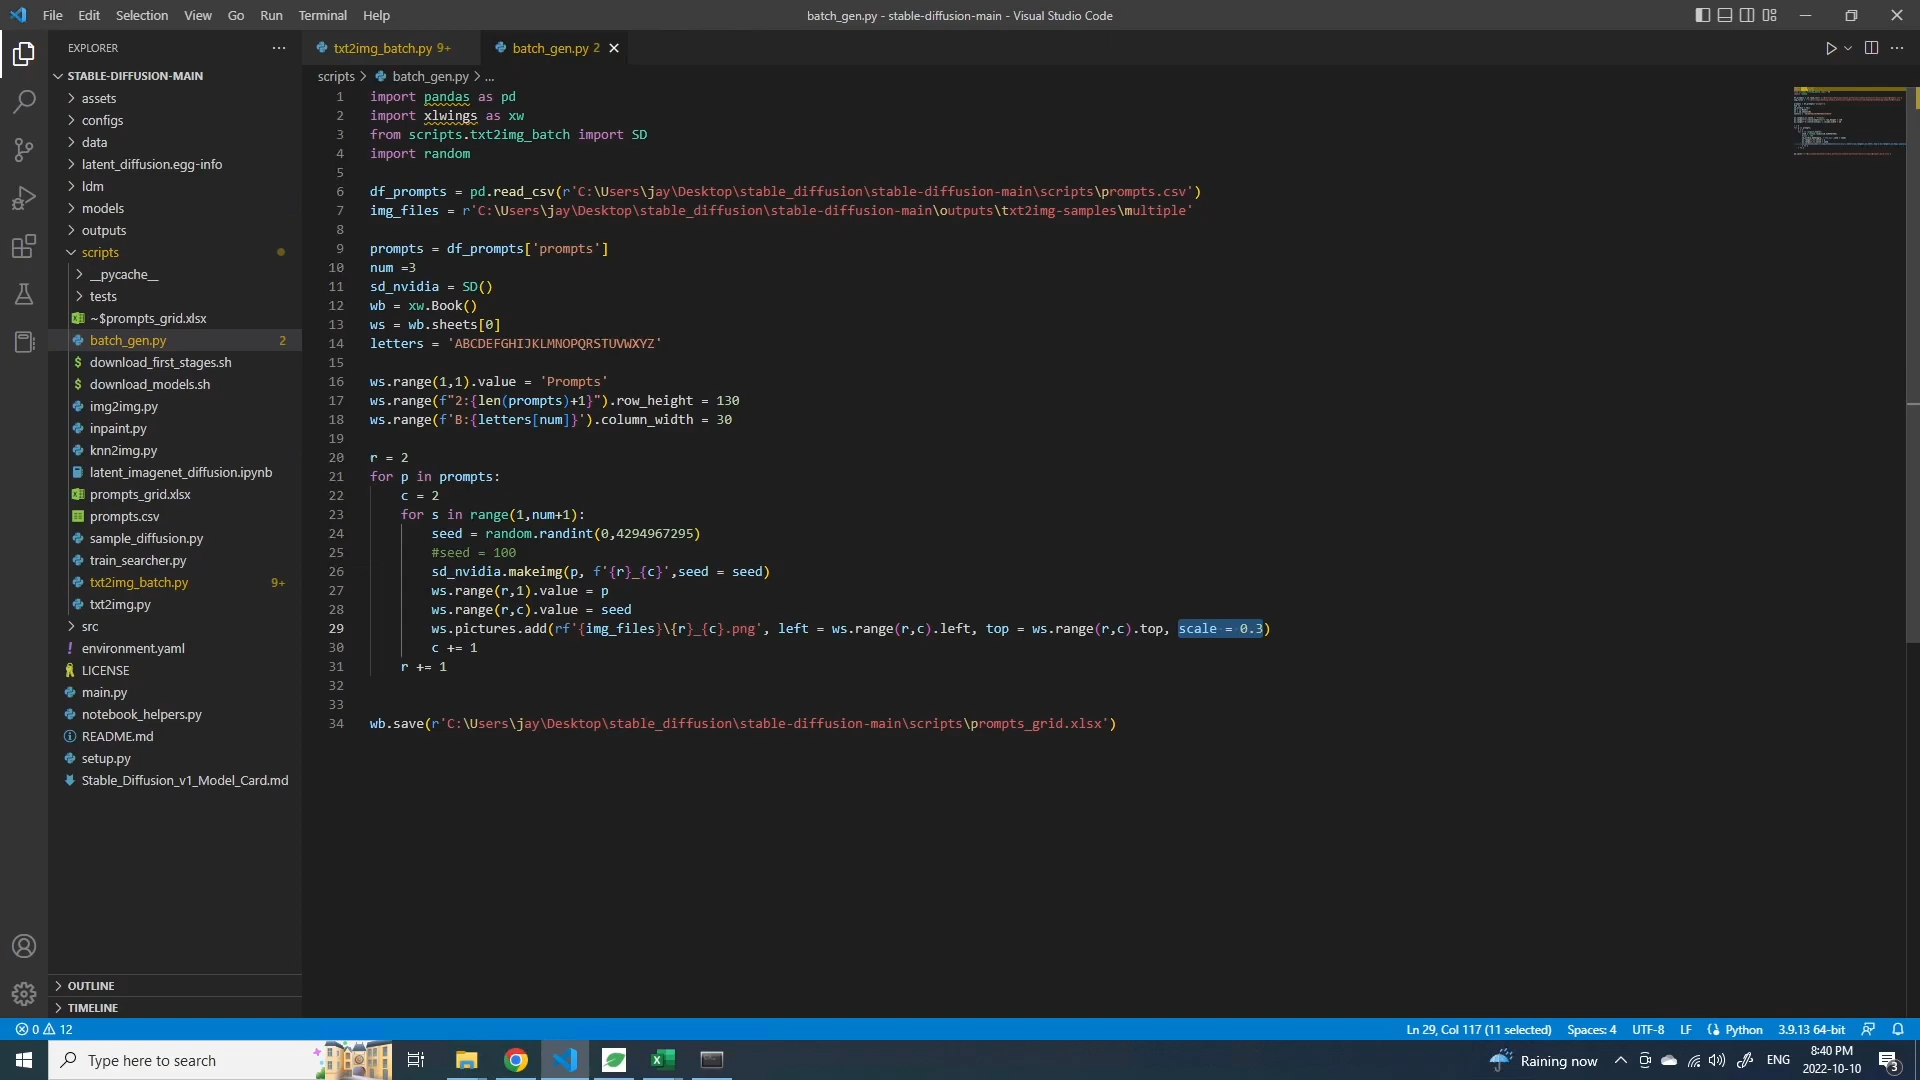 File Edit Selection View Go Run Terminal Help
batch_gen.py - stable-diffusion-main - Visual Studio Code
EXPLORER
STABLE-DIFFUSION-MAIN
assets
configs
data
latent_diffusion.egg-info
ldm
models
outputs
scripts
__pycache__
tests
~$prompts_grid.xlsx
batch_gen.py 2
download_first_stages.sh
download_models.sh
img2img.py
inpaint.py
knn2img.py
latent_imagenet_diffusion.ipynb
prompts_grid.xlsx
prompts.csv
sample_diffusion.py
train_searcher.py
txt2img_batch.py 9+
txt2img.py
src
environment.yaml
LICENSE
main.py
notebook_helpers.py
README.md
setup.py
Stable_Diffusion_v1_Model_Card.md
OUTLINE
TIMELINE
txt2img_batch.py 9+ batch_gen.py 2
scripts > batch_gen.py > ...
1 import pandas as pd
2 import xlwings as xw
3 from scripts.txt2img_batch import SD
4 import random
5
6 df_prompts = pd.read_csv(r'C:\Users\jay\Desktop\stable_diffusion\stable-diffusion-main\scripts\prompts.csv')
7 img_files = r'C:\Users\jay\Desktop\stable_diffusion\stable-diffusion-main\outputs\txt2img-samples\multiple'
8
9 prompts = df_prompts['prompts']
10 num =3
11 sd_nvidia = SD()
12 wb = xw.Book()
13 ws = wb.sheets[0]
14 letters = 'ABCDEFGHIJKLMNOPQRSTUVWXYZ'
15
16 ws.range(1,1).value = 'Prompts'
17 ws.range(f"2:{len(prompts)+1}").row_height = 130
18 ws.range(f'B:{letters[num]}').column_width = 30
19
20 r = 2
21 for p in prompts:
22 c = 2
23 for s in range(1,num+1):
24 seed = random.randint(0,4294967295)
25 #seed = 100
26 sd_nvidia.makeimg(p, f'{r}_{c}',seed = seed)
27 ws.range(r,1).value = p
28 ws.range(r,c).value = seed
29 ws.pictures.add(rf'{img_files}\{r}_{c}.png', left = ws.range(r,c).left, top = ws.range(r,c).top, scale = 0.3)
30 c += 1
31 r += 1
32
33
34 wb.save(r'C:\Users\jay\Desktop\stable_diffusion\stable-diffusion-main\scripts\prompts_grid.xlsx')
0 12
Ln 29, Col 117 (11 selected) Spaces: 4 UTF-8 LF Python 3.9.13 64-bit
Type here to search
Raining now
ENG
8:40 PM
2022-10-10
3